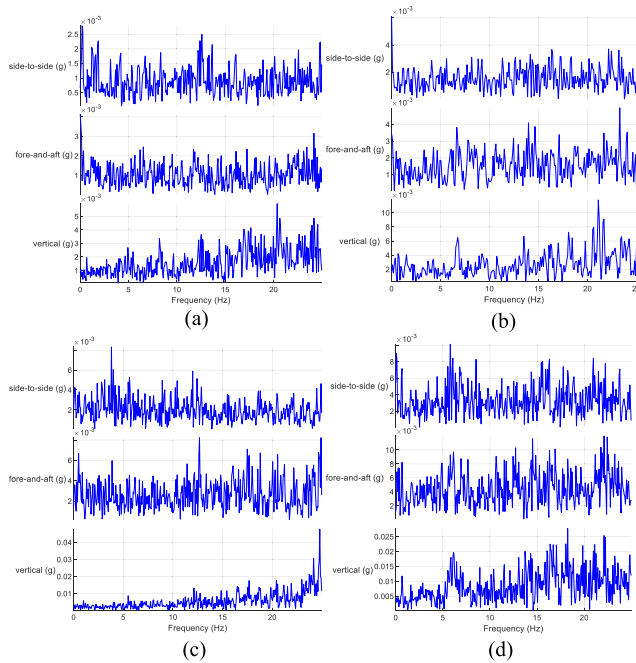 ×10⁻³
2.5
2
side-to-side (g) 1.5
1
0.5
×10⁻³
3
fore-and-aft (g) 2
1
×10⁻³
5
4
vertical (g) 3
2
1
0 5 10 15 20
Frequency (Hz)
(a)
×10⁻³
4
side-to-side (g)
2
×10⁻³
4
3
fore-and-aft (g)
2
1
×10⁻³
10
8
vertical (g) 6
4
2
0 5 10 15 20 25
Frequency (Hz)
(b)
×10⁻³
6
side-to-side (g) 4
2
×10⁻³
6
fore-and-aft (g) 4
2
0.04
0.03
vertical (g) 0.02
0.01
0 5 10 15 20
Frequency (Hz)
(c)
×10⁻³
8
side-to-side (g) 6
4
2
×10⁻³
10
8
fore-and-aft (g) 6
4
2
0.025
0.02
vertical (g) 0.015
0.01
0.005
0 5 10 15 20
Frequency (Hz)
(d)